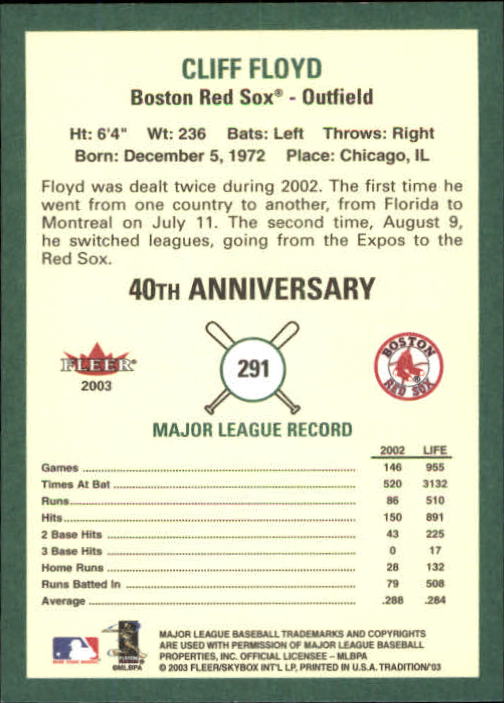 CLIFF FLOYD
Boston Red Sox® - Outfield
Ht: 6'4" Wt: 236 Bats: Left Throws: Right
Born: December 5, 1972 Place: Chicago, IL
Floyd was dealt twice during 2002. The first time he
went from one country to another, from Florida to
Montreal on July 11. The second time, August 9,
he switched leagues, going from the Expos to the
Red Sox.
40TH ANNIVERSARY
FLEER®
2003
291
BOSTON
RED SOX
®
MAJOR LEAGUE RECORD
2002 LIFE
Games 146 955
Times At Bat 520 3132
Runs 86 510
Hits 150 891
2 Base Hits 43 225
3 Base Hits 0 17
Home Runs 28 132
Runs Batted In 79 508
Average .288 .284
©MLBPA
MAJOR LEAGUE BASEBALL TRADEMARKS AND COPYRIGHTS
ARE USED WITH PERMISSION OF MAJOR LEAGUE BASEBALL
PROPERTIES, INC. OFFICIAL LICENSEE – MLBPA
© 2003 FLEER/SKYBOX INT'L LP, PRINTED IN U.S.A. TRADITION'03